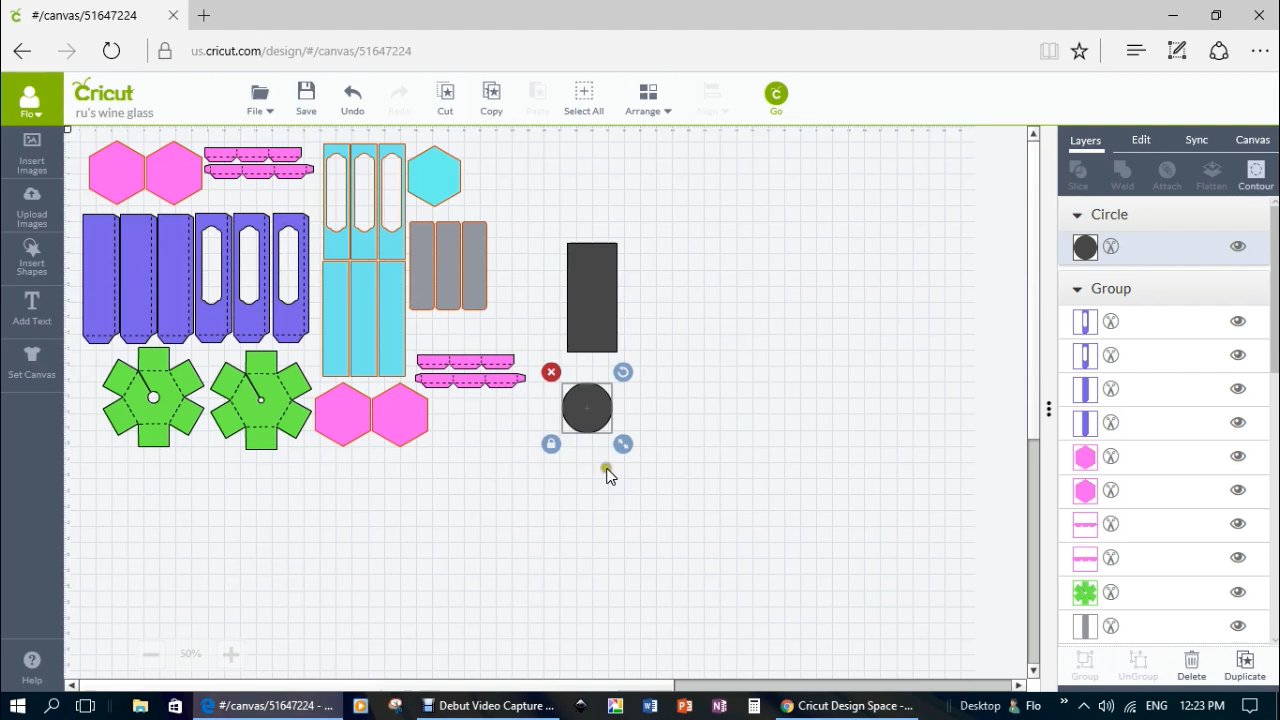 #/canvas/51647224
us.cricut.com/design/#/canvas/51647224
Flo
Cricut
ru's wine glass
File
Save
Undo
Redo
Cut
Copy
Paste
Select All
Arrange
Align
Go
Insert
Images
Upload
Images
Insert
Shapes
Add Text
Set Canvas
Help
50%
Layers
Edit
Sync
Canvas
Slice
Weld
Attach
Flatten
Contour
Circle
Group
Group
UnGroup
Delete
Duplicate
#/canvas/51647224 - ...
Debut Video Capture ...
Cricut Design Space -...
Desktop
Flo
ENG
12:23 PM